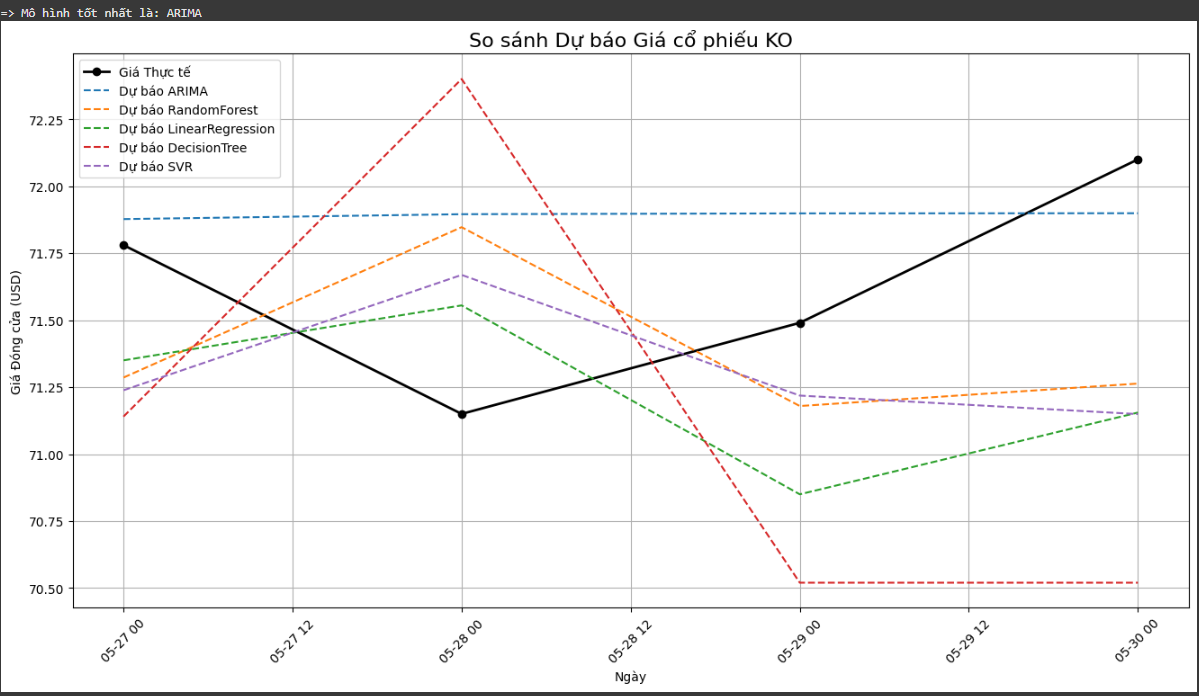 => Mô hình tốt nhất là: ARIMA
So sánh Dự báo Giá cổ phiếu KO
Giá Thực tế
Dự báo ARIMA
Dự báo RandomForest
Dự báo LinearRegression
Dự báo DecisionTree
Dự báo SVR
Giá Đóng cửa (USD)
72.25
72.00
71.75
71.50
71.25
71.00
70.75
70.50
05-27 00
05-27 12
05-28 00
05-28 12
05-29 00
05-29 12
05-30 00
Ngày